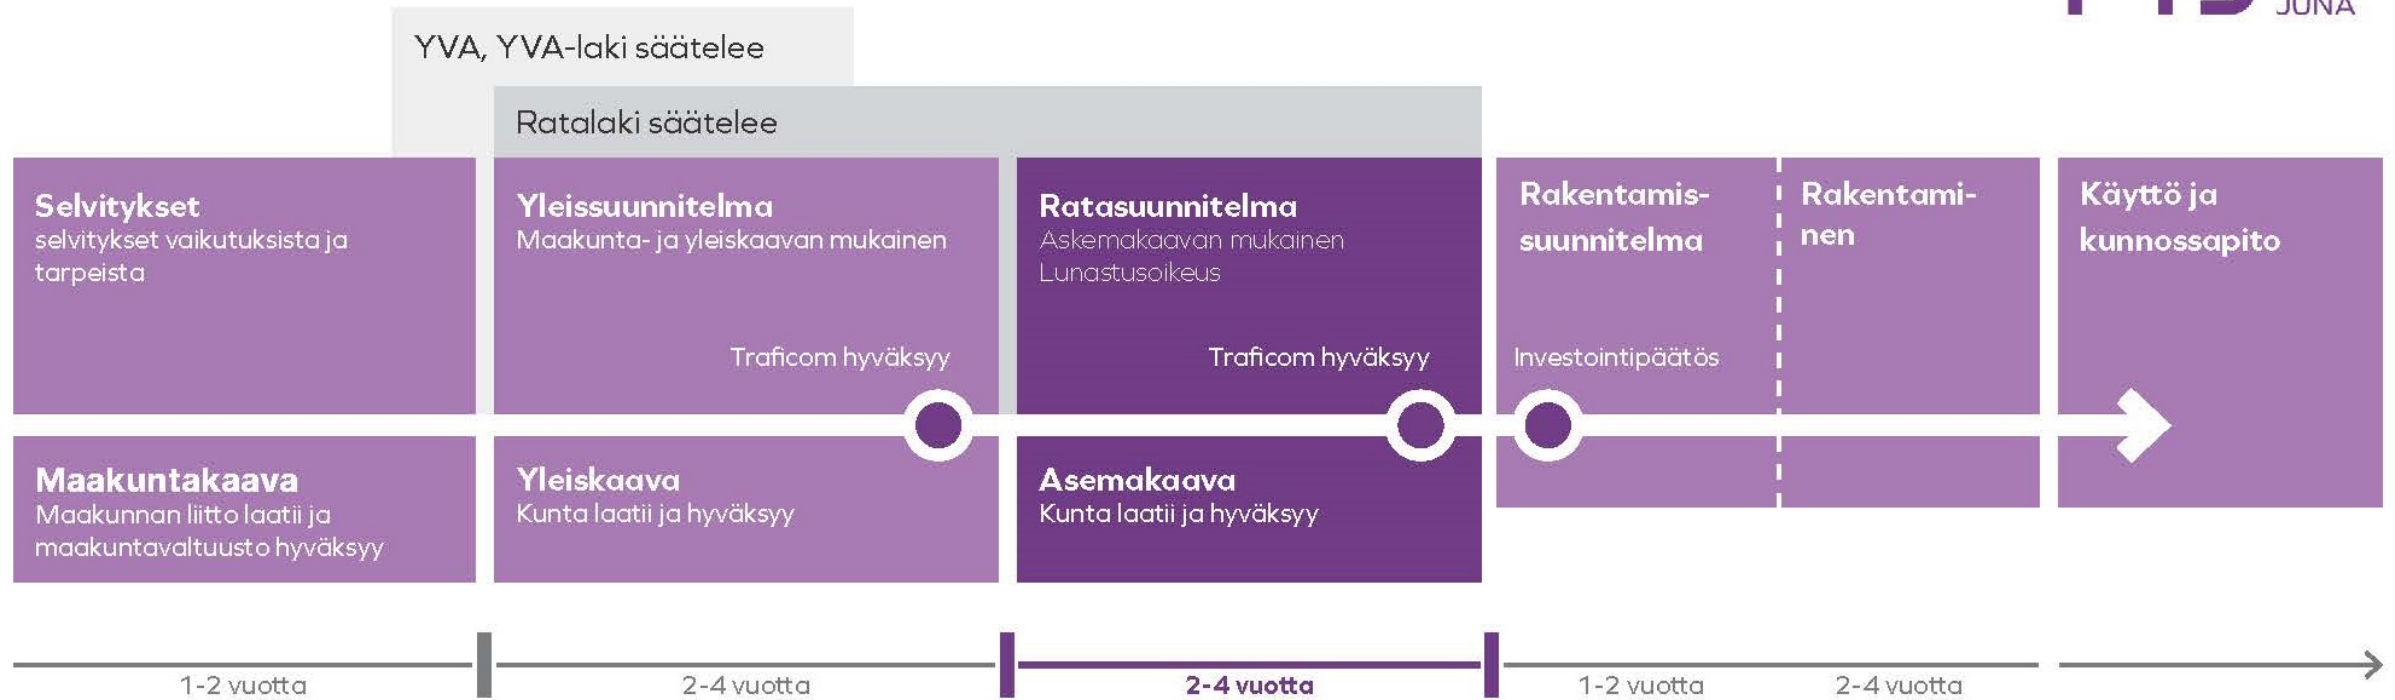 JUNA
YVA, YVA-laki säätelee
Ratalaki säätelee
Selvitykset
selvitykset vaikutuksista ja
tarpeista
Yleissuunnitelma
Maakunta- ja yleiskaavan mukainen
Traficom hyväksyy
Ratasuunnitelma
Askemakaavan mukainen
Lunastusoikeus
Traficom hyväksyy
Rakentamis-
suunnitelma
Investointipäätös
Rakentami-
nen
Käyttö ja
kunnossapito
Maakuntakaava
Maakunnan liitto laatii ja
maakuntavaltuusto hyväksyy
Yleiskaava
Kunta laatii ja hyväksyy
Asemakaava
Kunta laatii ja hyväksyy
1-2 vuotta
2-4 vuotta
2-4 vuotta
1-2 vuotta
2-4 vuotta